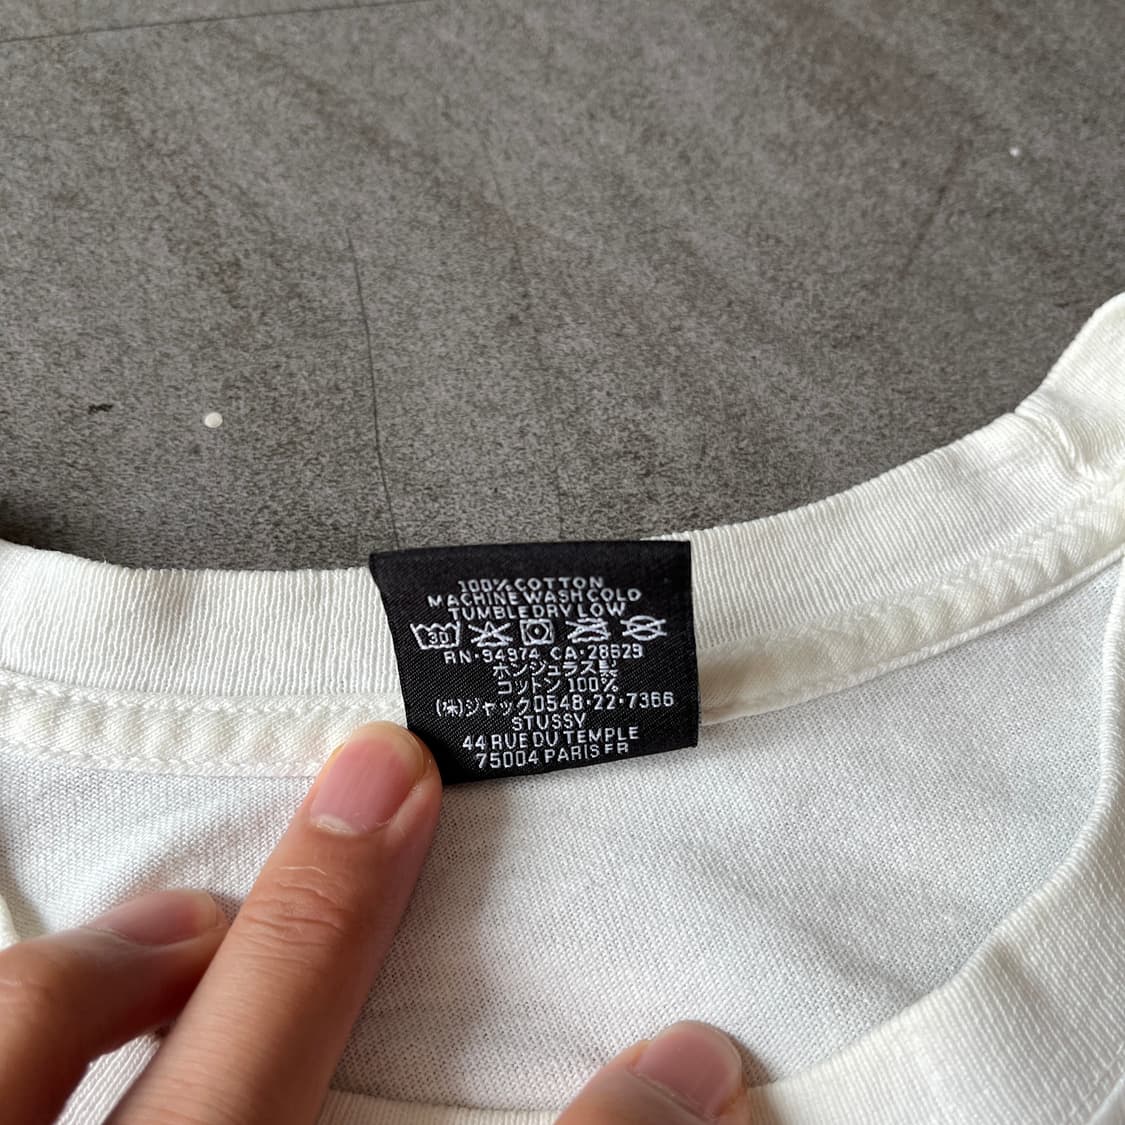 100% COTTON
MACHINE WASH COLD
TUMBLE DRY LOW
30
RN·94974 CA·28629
ホンジュラス製
コットン 100%
(株)ジャック0548·22·7366
STUSSY
44 RUE DU TEMPLE
75004 PARIS FR